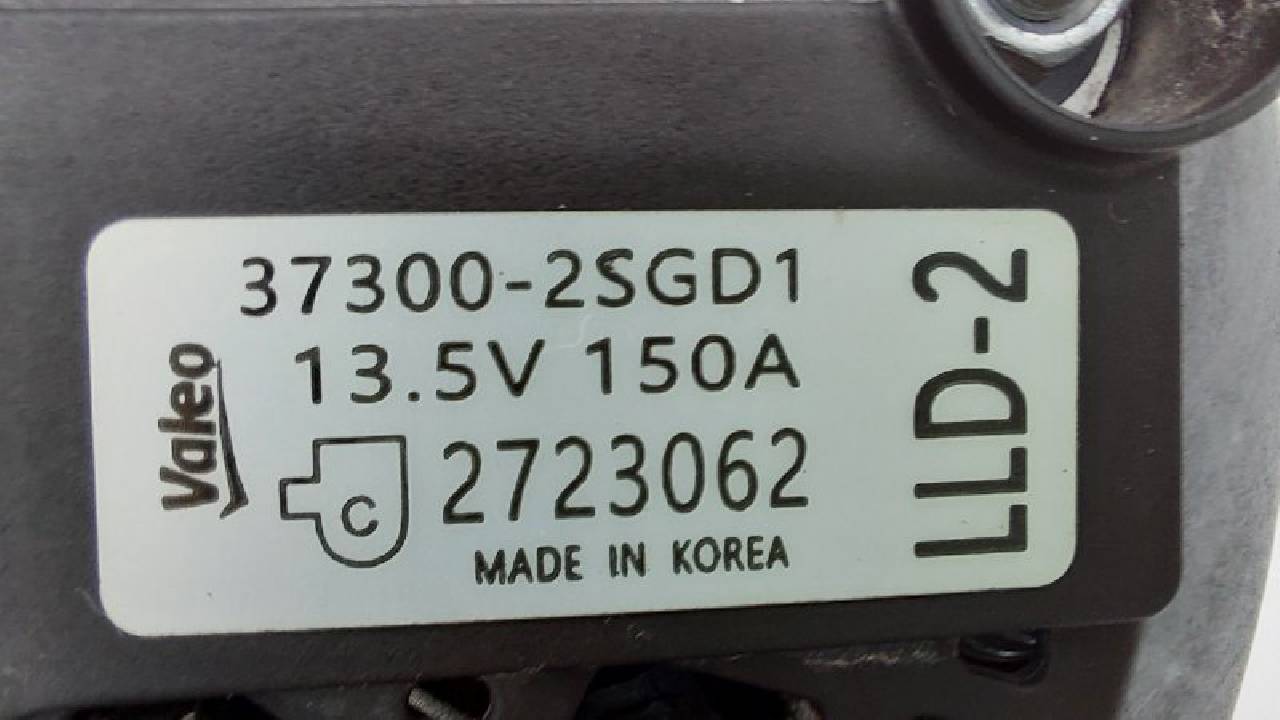 37300-2SGD1
13.5V 150A
Valeo
C 2723062
MADE IN KOREA
LLD-2